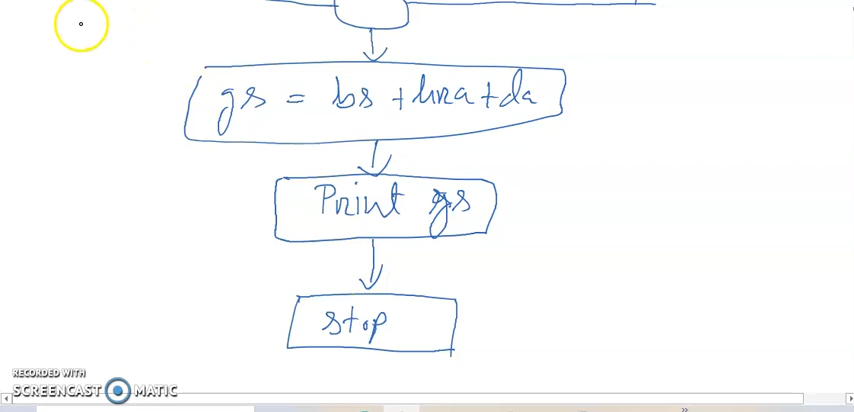 gs = bs + hra + da
Print gs
stop
RECORDED WITH
SCREENCAST MATIC